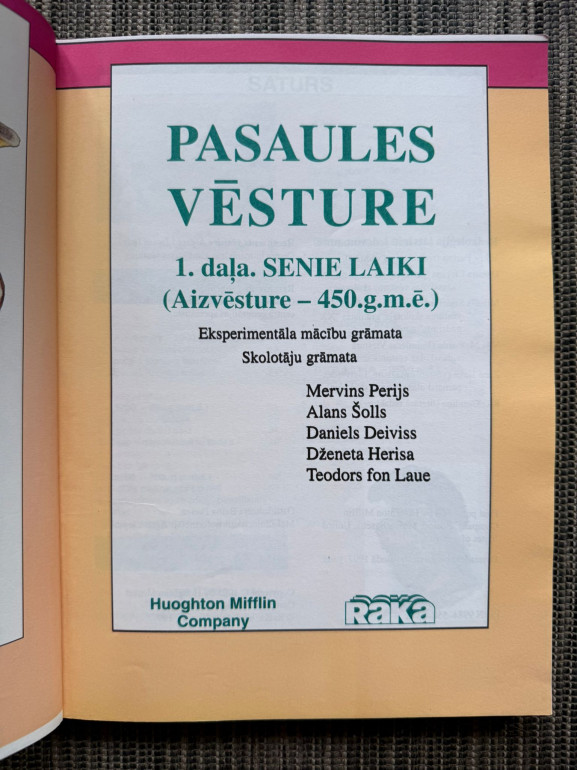 SATURS
PASAULES
VĒSTURE
1. daļa. SENIE LAIKI
(Aizvēsture – 450.g.m.ē.)
Eksperimentāla mācību grāmata
Skolotāju grāmata
Mervins Perijs
Alans Šolls
Daniels Deiviss
Dženeta Herisa
Teodors fon Laue
Huoghton Mifflin
Company
RaKa